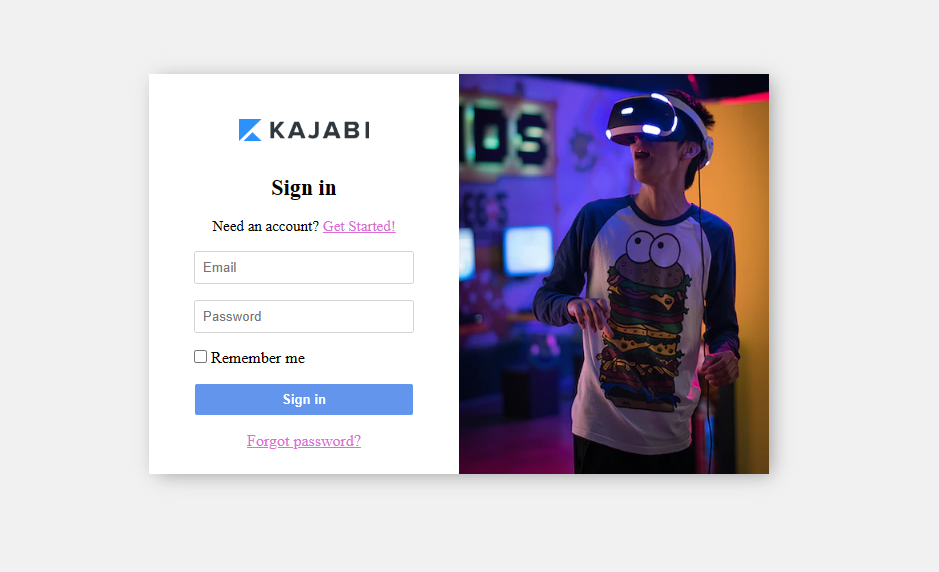 KAJABI
Sign in
Need an account? Get Started!
Email
Password
Remember me
Sign in
Forgot password?